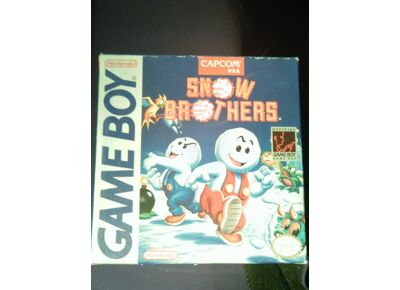 Nintendo
GAME BOY
CAPCOM
USA
SNOW
BROTHERS
OFFICIAL
GAME BOY
Nintendo